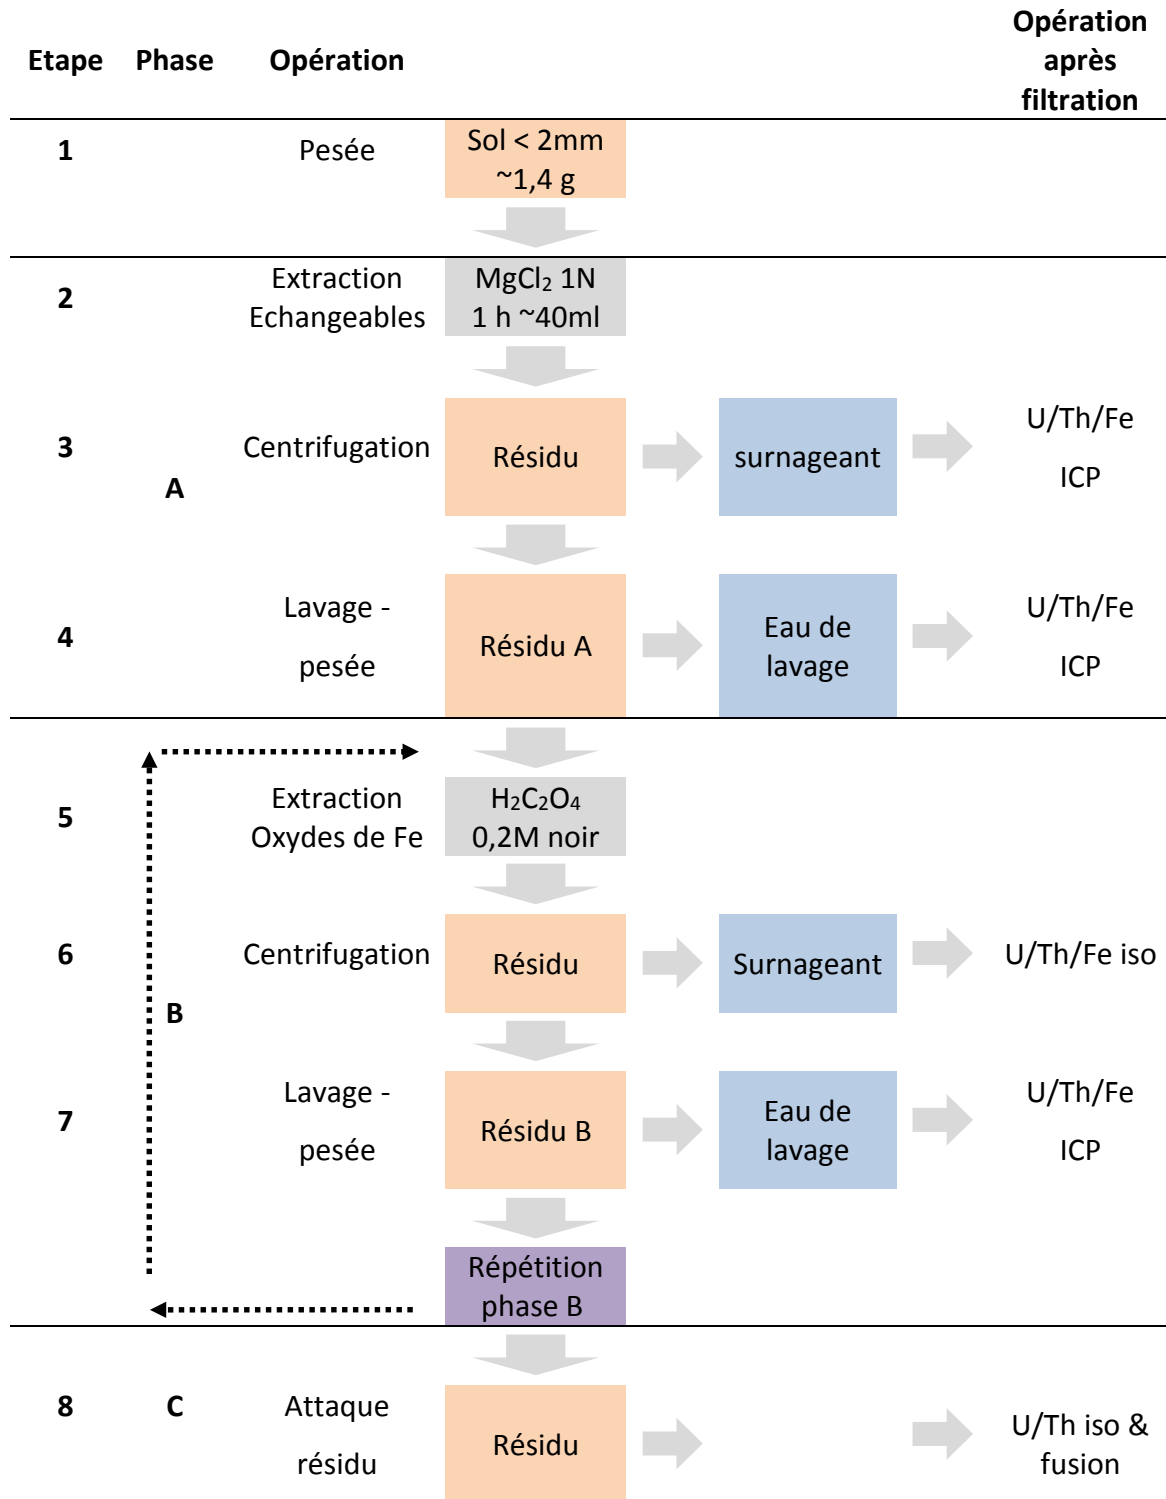 Etape Phase Opération Opération
après
filtration
1 Pesée Sol < 2mm
~1,4 g
2 Extraction
Echangeables
MgCl₂ 1N
1 h ~40ml
3 Centrifugation Résidu surnageant U/Th/Fe
ICP
A
4 Lavage -
pesée
Résidu A Eau de
lavage
U/Th/Fe
ICP
5 Extraction
Oxydes de Fe
H₂C₂O₄
0,2M noir
6 Centrifugation Résidu Surnageant U/Th/Fe iso
B
7 Lavage -
pesée
Résidu B Eau de
lavage
U/Th/Fe
ICP
Répétition
phase B
8 C Attaque
résidu
Résidu U/Th iso &
fusion